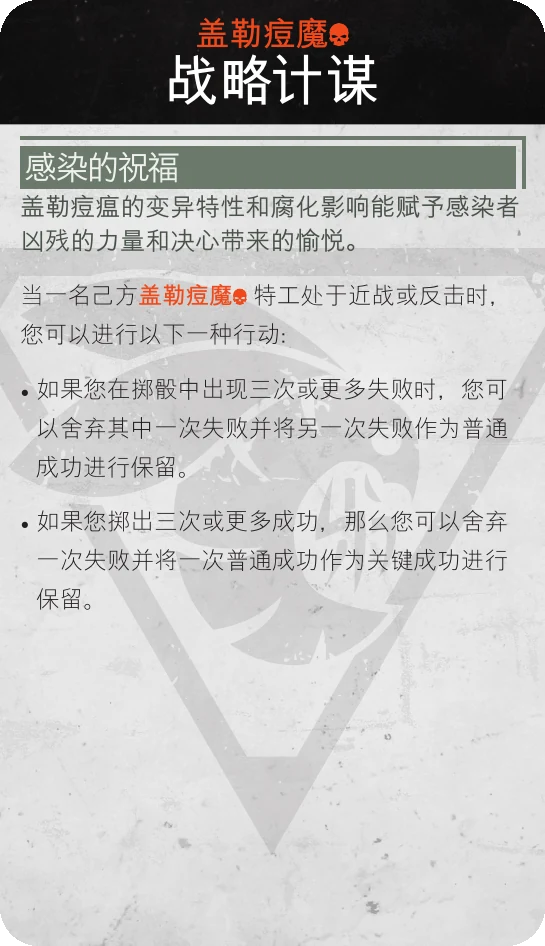 盖勒痘魔
战略计谋
感染的祝福
盖勒痘瘟的变异特性和腐化影响能赋予感染者
凶残的力量和决心带来的愉悦。
当一名己方盖勒痘魔 特工处于近战或反击时，
您可以进行以下一种行动:
• 如果您在掷骰中出现三次或更多失败时，您可
以舍弃其中一次失败并将另一次失败作为普通
成功进行保留。
• 如果您掷出三次或更多成功，那么您可以舍弃
一次失败并将一次普通成功作为关键成功进行
保留。